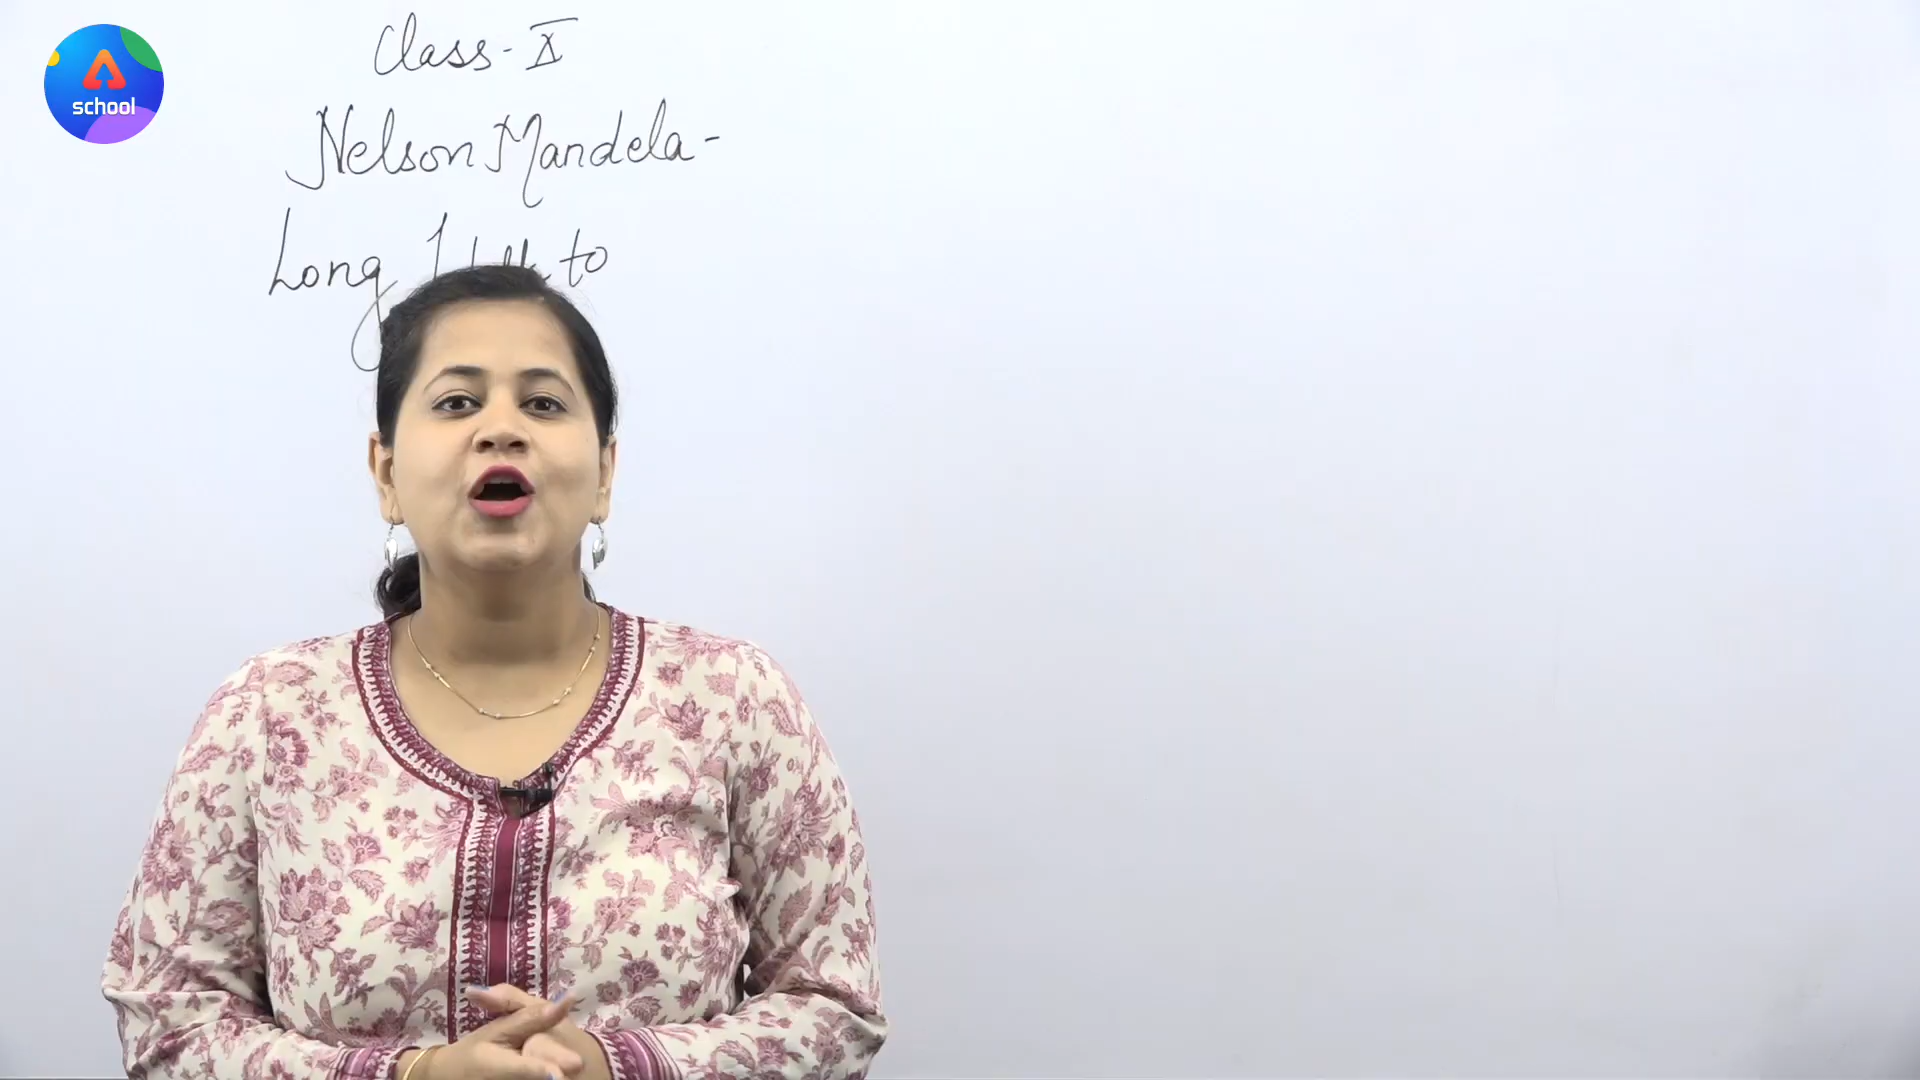 school
Class - X
Nelson Mandela -
Long to